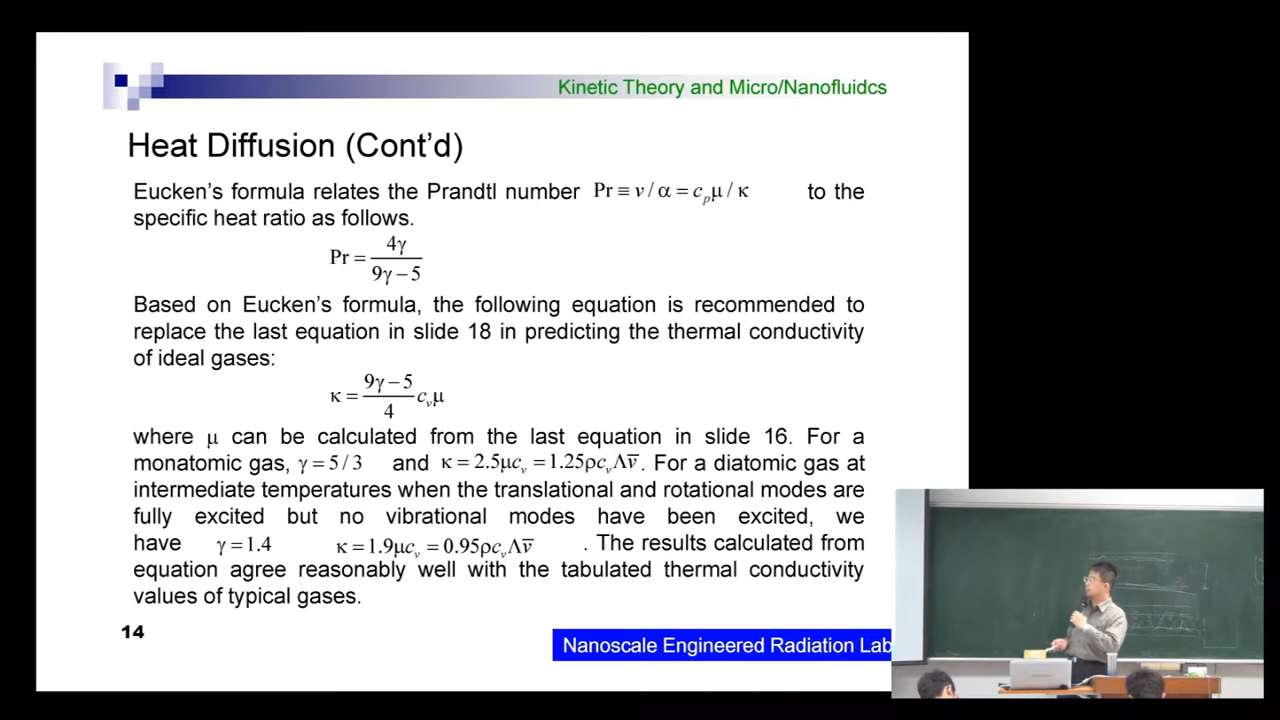 Kinetic Theory and Micro/Nanofluidcs
Heat Diffusion (Cont'd)
Eucken's formula relates the Prandtl number Pr ≡ ν / α = c_p μ / κ to the
specific heat ratio as follows.
Pr = 4γ / (9γ − 5)
Based on Eucken's formula, the following equation is recommended to
replace the last equation in slide 18 in predicting the thermal conductivity
of ideal gases:
κ = (9γ − 5) / 4 c_v μ
where μ can be calculated from the last equation in slide 16. For a
monatomic gas, γ = 5 / 3 and κ = 2.5μc_v = 1.25ρc_vΛv̅. For a diatomic gas at
intermediate temperatures when the translational and rotational modes are
fully excited but no vibrational modes have been excited, we
have γ = 1.4 κ = 1.9μc_v = 0.95ρc_vΛv̅ . The results calculated from
equation agree reasonably well with the tabulated thermal conductivity
values of typical gases.
14
Nanoscale Engineered Radiation Lab